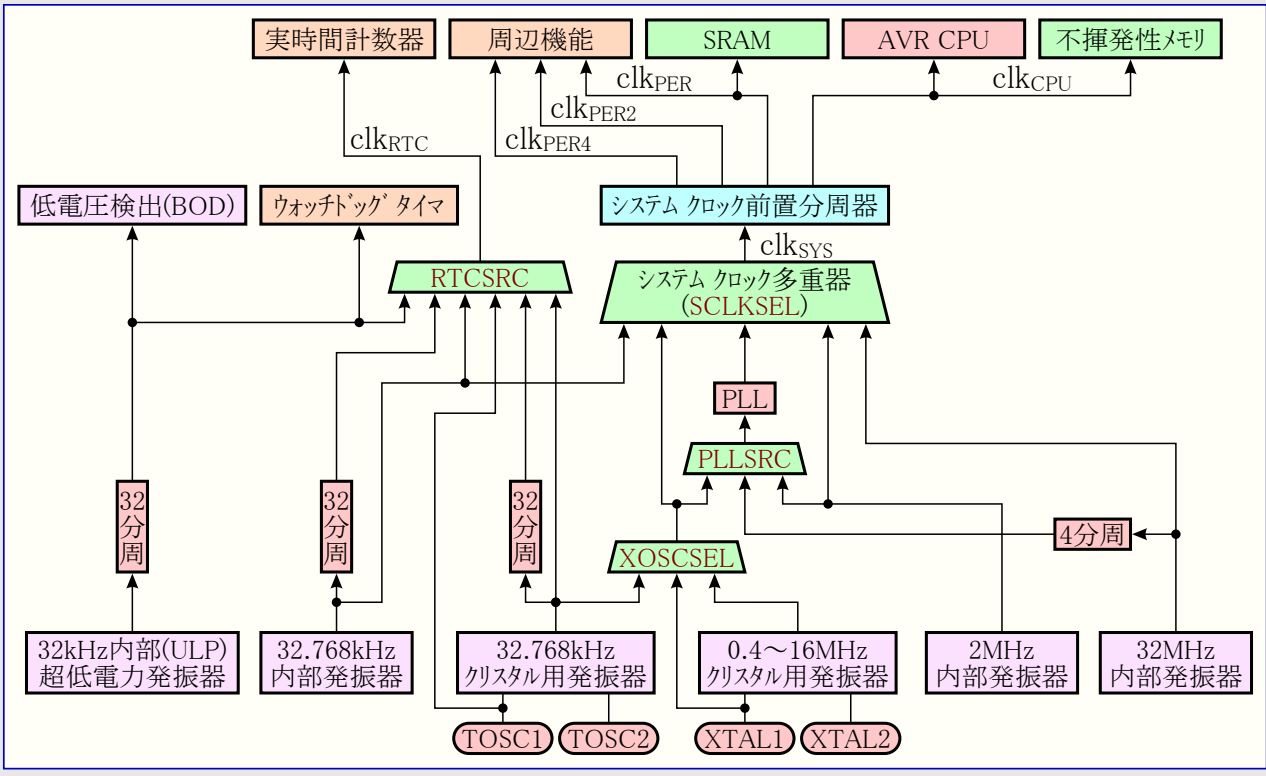 実時間計数器
周辺機能
SRAM
AVR CPU
不揮発性ﾒﾓﾘ
clkPER
clkCPU
clkPER2
clkRTC
clkPER4
低電圧検出(BOD)
ｳｫｯﾁﾄﾞｯｸﾞ ﾀｲﾏ
ｼｽﾃﾑ ｸﾛｯｸ前置分周器
clkSYS
RTCSRC
ｼｽﾃﾑ ｸﾛｯｸ多重器
(SCLKSEL)
PLL
PLLSRC
32
分
周
32
分
周
32
分
周
4分周
XOSCSEL
32kHz内部(ULP)
超低電力発振器
32.768kHz
内部発振器
32.768kHz
ｸﾘｽﾀﾙ用発振器
0.4～16MHz
ｸﾘｽﾀﾙ用発振器
2MHz
内部発振器
32MHz
内部発振器
TOSC1
TOSC2
XTAL1
XTAL2